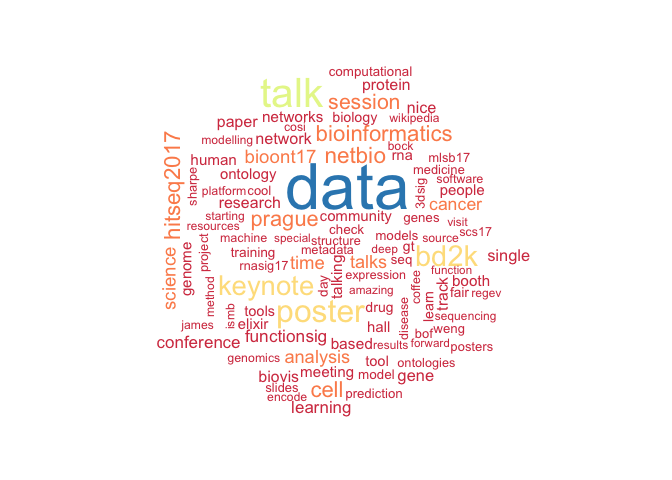 computational
protein
talk
session
nice
paper
networks
biology
wikipedia
cosi
modelling
network
bioinformatics
hitseq2017
human
bioont17
netbio
rna
bock
mlsb17
sharpe
ontology
data
medicine
software
platform
cool
3dsig
people
research
cancer
starting
prague
community
genes
visit
resources
check
scs17
science
genome
project
machine
special
structure
models
gt
source
training
metadata
deep
bd2k
single
rnasig17
time
talks
seq
function
method
keynote
day
talking
expression
coffee
learn
track
booth
amazing
fair
regev
ismb
tools
poster
drug
disease
sequencing
james
elixir
hall
bof
weng
conference
functionsig
based
results
forward
posters
genomics
analysis
tool
ontologies
biovis
meeting
model
gene
slides
cell
prediction
encode
learning